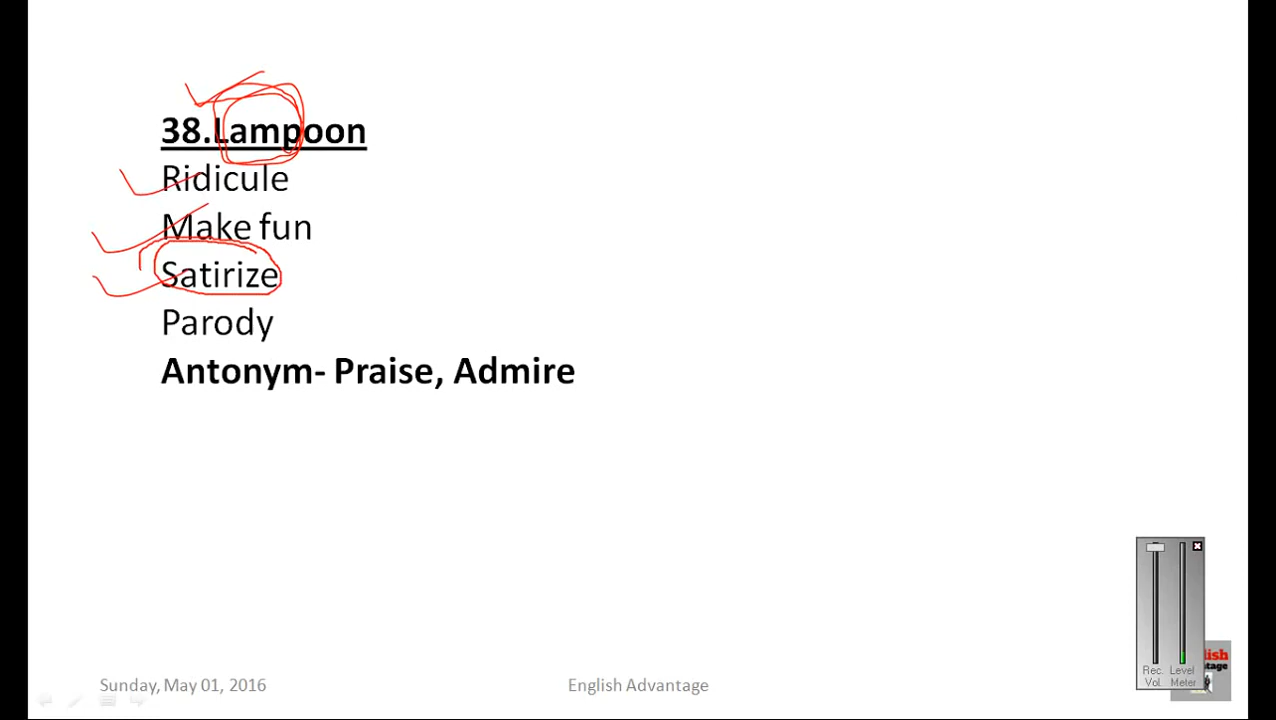 38.Lampoon
Ridicule
Make fun
Satirize
Parody
Antonym- Praise, Admire
Sunday, May 01, 2016
English Advantage
Rec. Level
Vol. Meter